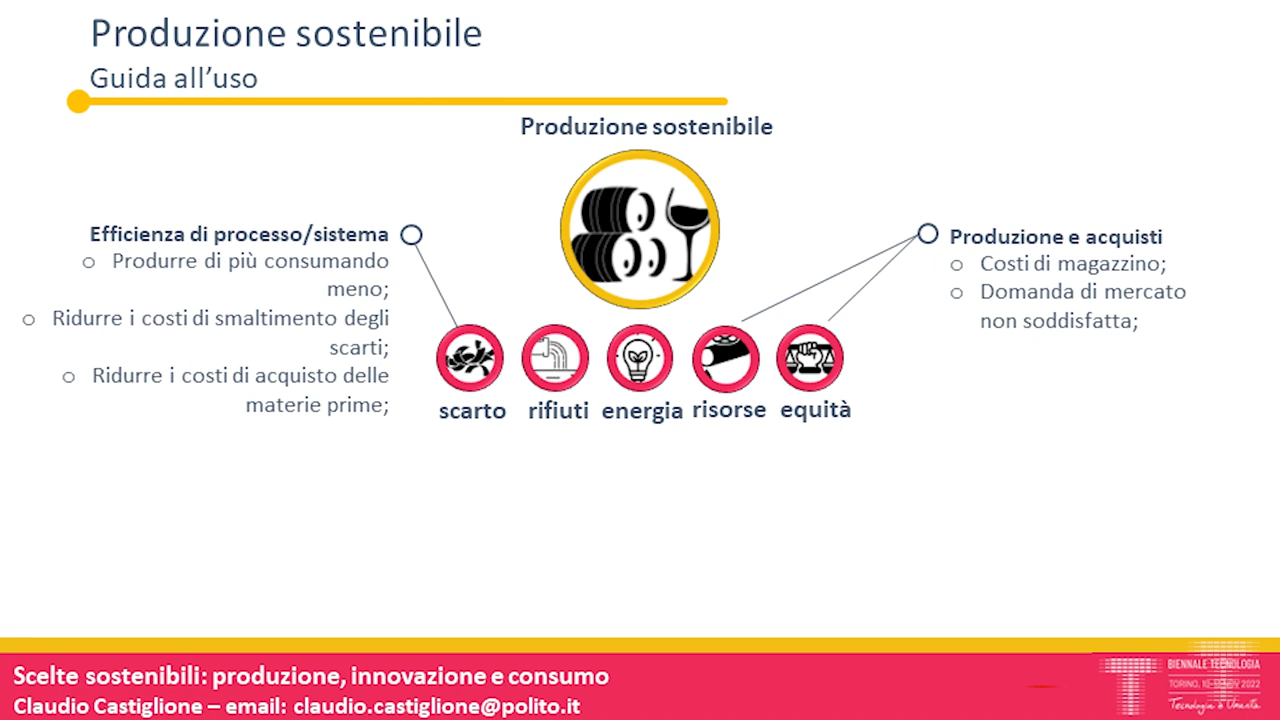 Produzione sostenibile
Guida all’uso
Produzione sostenibile
Efficienza di processo/sistema
o Produrre di più consumando
meno;
o Ridurre i costi di smaltimento degli
scarti;
o Ridurre i costi di acquisto delle
materie prime;
Produzione e acquisti
o Costi di magazzino;
o Domanda di mercato
non soddisfatta;
scarto rifiuti energia risorse equità
Scelte sostenibili: produzione, innovazione e consumo
Claudio Castiglione – email: claudio.castiglione@polito.it
BIENNALE TECNOLOGIA
Tecnologia è Umanità